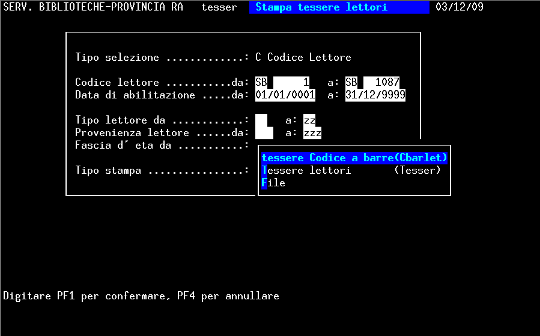 SERV. BIBLIOTECHE-PROVINCIA RA tesser Stampa tessere lettori 03/12/09
Tipo selezione .............: C Codice Lettore
Codice lettore ............da: SB 1 a: SB 1087
Data di abilitazione .....da: 01/01/0001 a: 31/12/9999
Tipo lettore da ............: a: zz
Provenienza lettore ......da: a: zzz
Fascia d´ eta da ...........:
tessere Codice a barre(Cbarlet)
Tipo stampa ................: Tessere lettori (Tesser)
File
Digitare PF1 per confermare, PF4 per annullare